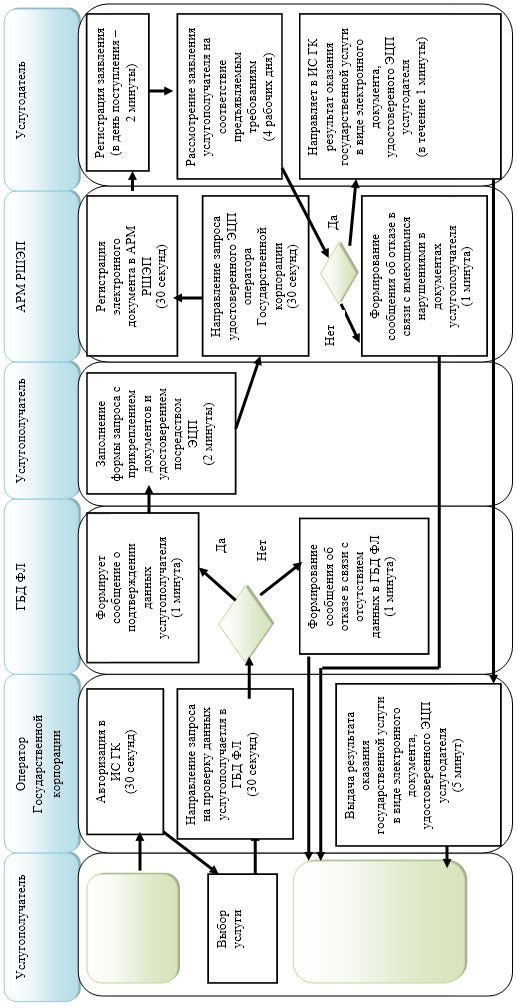 Услугополучатель
Оператор
Государственной
корпорации
ГБД ФЛ
Услугополучатель
АРМ РШЭП
Услугодатель
Выбор
услуги
Авторизация в
ИС ГК
(30 секунд)
Направление запроса
на проверку данных
услугополучаетля в
ГБД ФЛ
(30 секунд)
Выдача результата
оказания
государственной услуги
в виде электронного
документа,
удостоверенного ЭЦП
услугодателя
(5 минут)
Формирует
сообщение о
подтверждении
данных
услугополучателя
(1 минута)
Да
Нет
Формирование
сообщения об
отказе в связи с
отсутствием
данных в ГБД ФЛ
(1 минута)
Заполнение
формы запроса с
прикреплением
документов и
удостоверением
посредством
ЭЦП
(2 минуты)
Регистрация
электронного
документа в АРМ
РШЭП
(30 секунд)
Направление запроса
удостоверенного ЭЦП
оператора
Государственной
корпорации
(30 секунд)
Нет
Да
Формирование
сообщения об отказе в
связи с имеющимися
нарушениями в
документах
услугополучателя
(1 минута)
Регистрация заявления
(в день поступления –
2 минуты)
Рассмотрение заявления
услугополучателя на
соответствие
предъявляемым
требованиям
(4 рабочих дня)
Направляет в ИС ГК
результат оказания
государственной услуги
в виде электронного
документа,
удостовереного ЭЦП
услугодателя
(в течение 1 минуты)